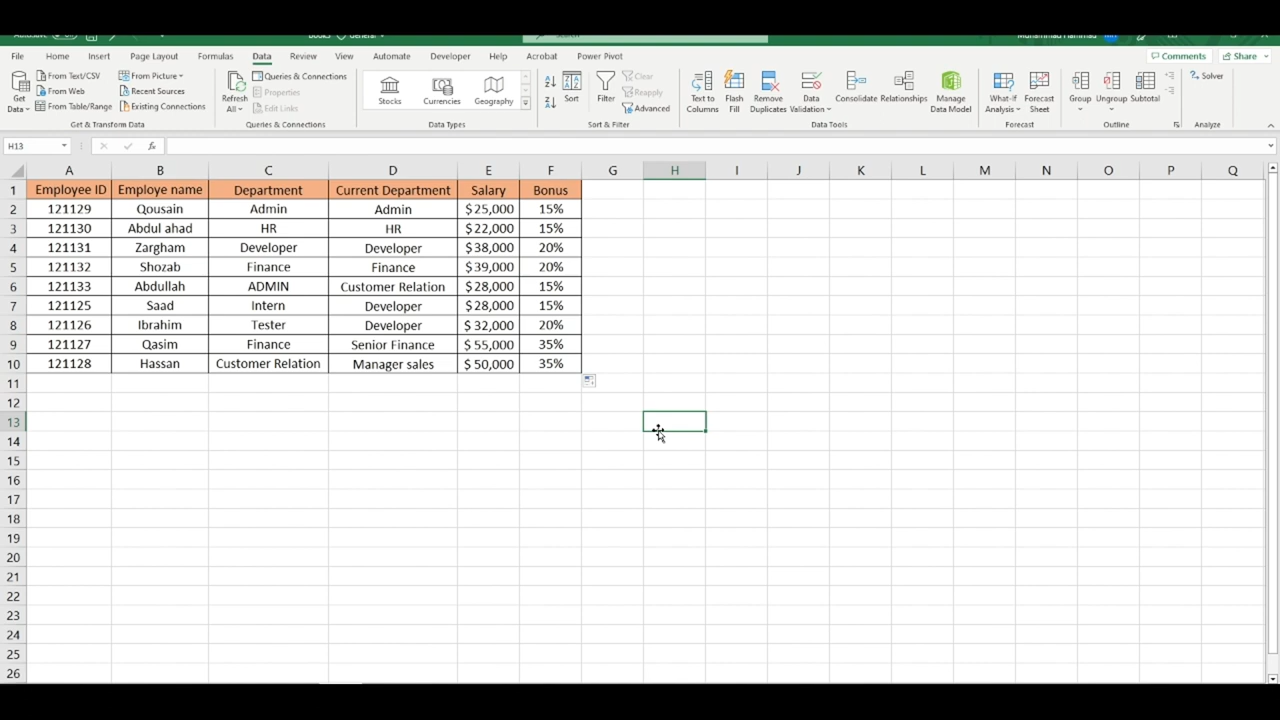 File Home Insert Page Layout Formulas Data Review View Automate Developer Help Acrobat Power Pivot Comments Share
From Text/CSV From Picture Queries & Connections Clear Solver
From Web Recent Sources Properties Reapply
From Table/Range Existing Connections Edit Links Advanced
Get Data Refresh All Stocks Currencies Geography Sort Filter Text to Columns Flash Fill Remove Duplicates Data Validation Consolidate Relationships Manage Data Model What-If Analysis Forecast Sheet Group Ungroup Subtotal
Get & Transform Data Queries & Connections Data Types Sort & Filter Data Tools Forecast Outline Analyze
H13 fx
A B C D E F G H I J K L M N O P Q
1 Employee ID Employe name Department Current Department Salary Bonus
2 121129 Qousain Admin Admin $25,000 15%
3 121130 Abdul ahad HR HR $22,000 15%
4 121131 Zargham Developer Developer $38,000 20%
5 121132 Shozab Finance Finance $39,000 20%
6 121133 Abdullah ADMIN Customer Relation $28,000 15%
7 121125 Saad Intern Developer $28,000 15%
8 121126 Ibrahim Tester Developer $ 32,000 20%
9 121127 Qasim Finance Senior Finance $ 55,000 35%
10 121128 Hassan Customer Relation Manager sales $ 50,000 35%
11
12
13
14
15
16
17
18
19
20
21
22
23
24
25
26